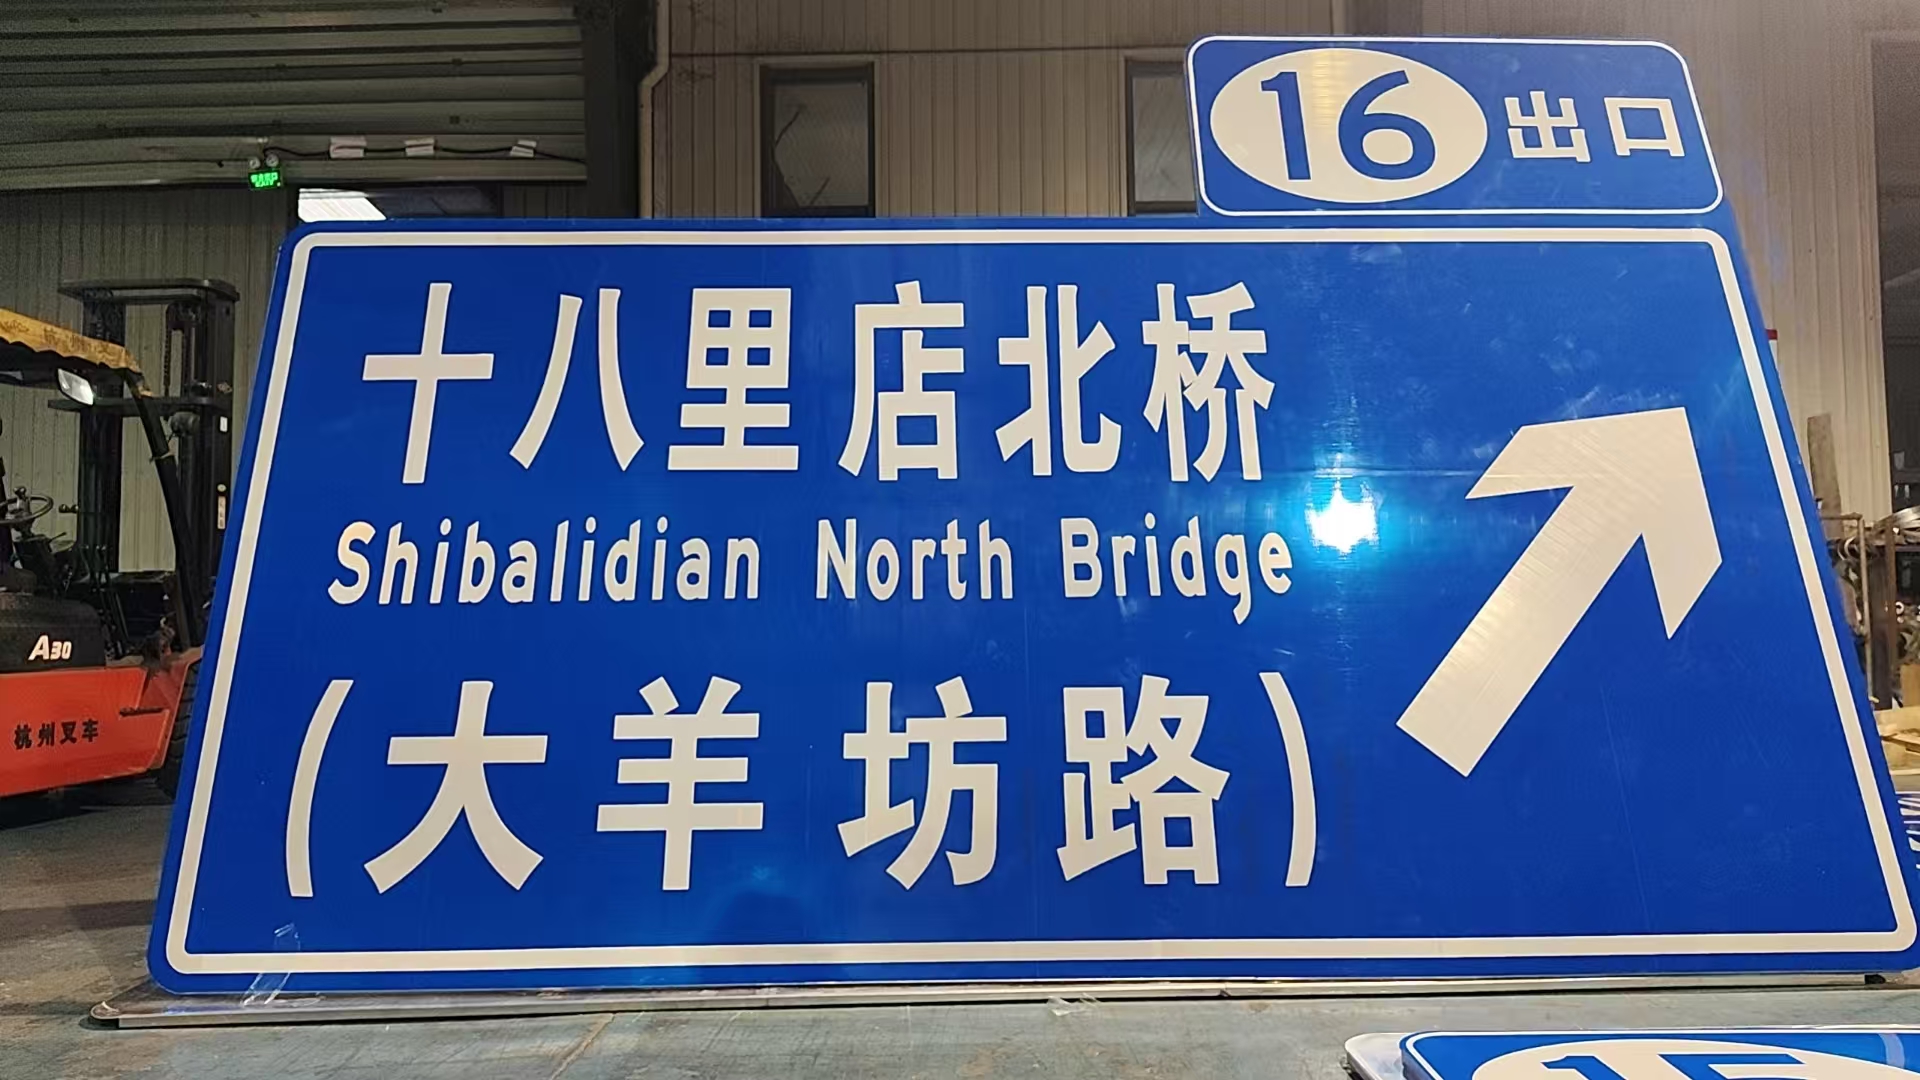 16 出口
十八里店北桥
Shibalidian North Bridge
(大羊坊路)
A30
杭州叉车
15